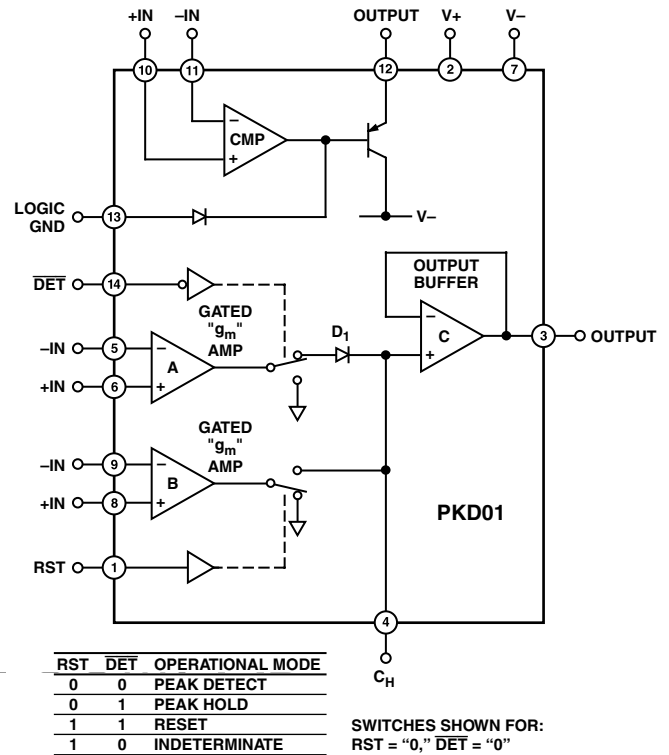 +IN –IN OUTPUT V+ V–
10 11 12 2 7
–
CMP
+
LOGIC
GND
13
V–
DET
14
OUTPUT
BUFFER
GATED
"gm"
AMP
D1
–IN 5 –
A
+IN 6 +
–
C
+
3 OUTPUT
GATED
"gm"
AMP
–IN 9 –
B
+IN 8 +
PKD01
RST 1
4
CH
RST DET OPERATIONAL MODE
0 0 PEAK DETECT
0 1 PEAK HOLD
1 1 RESET
1 0 INDETERMINATE
SWITCHES SHOWN FOR:
RST = “0,” DET = “0”